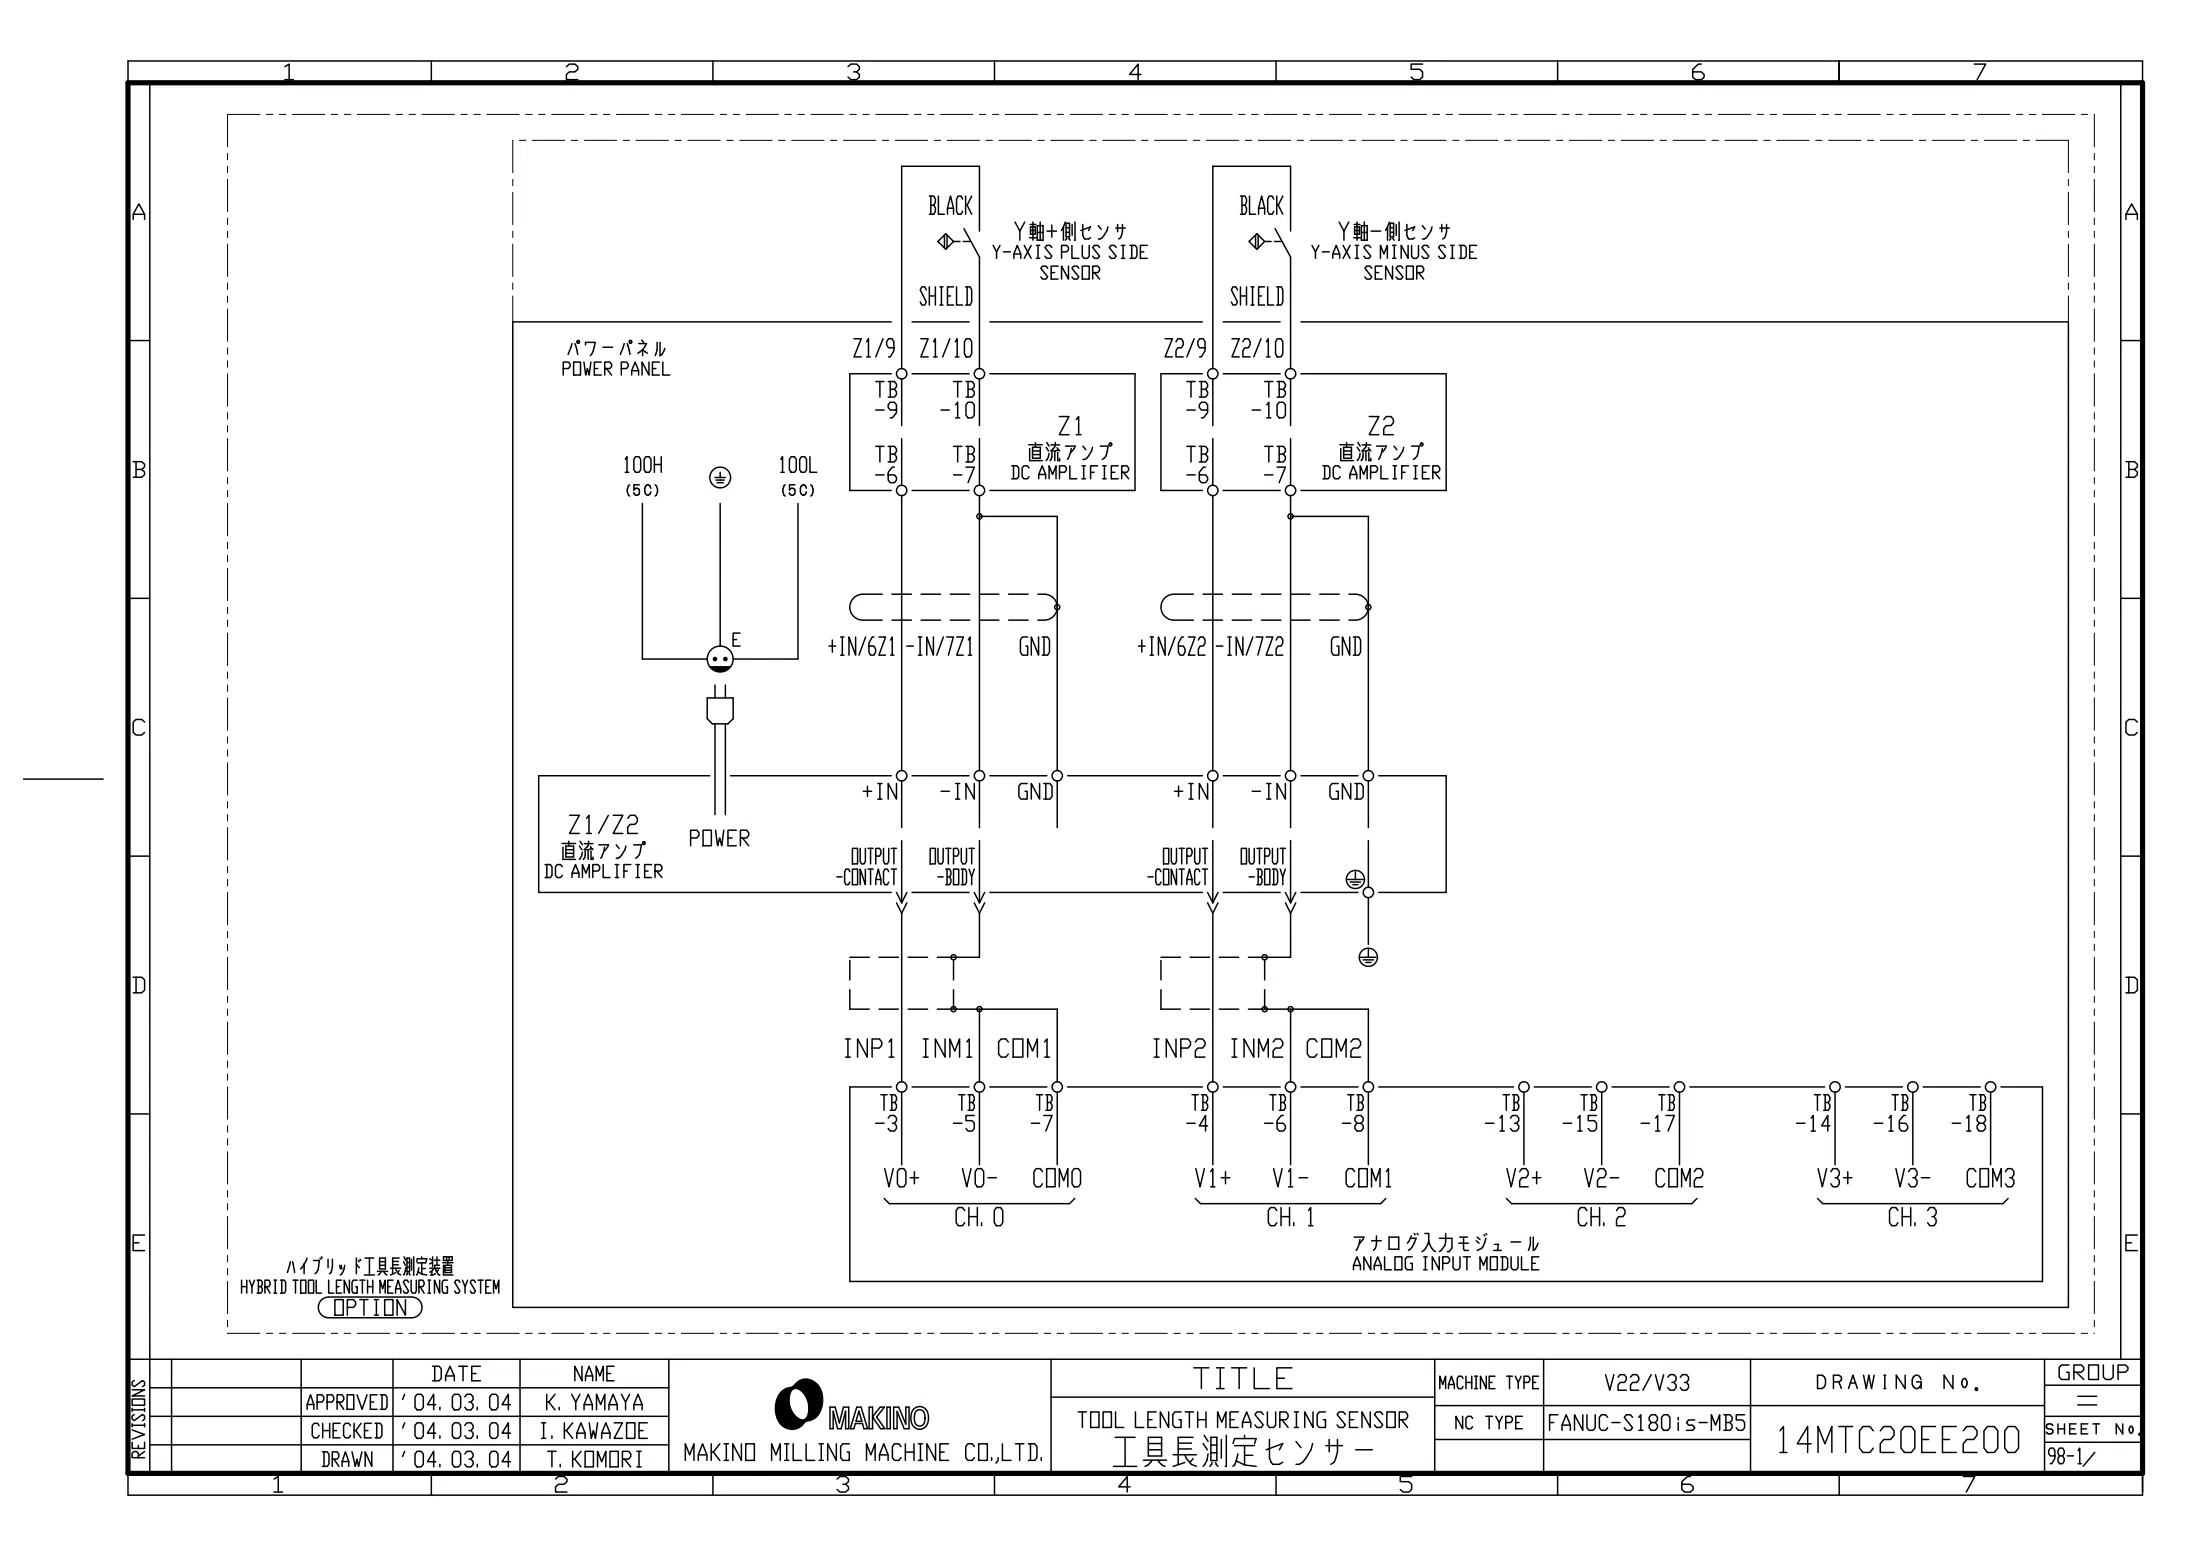 1 2 3 4 5 6 7
A A
BLACK BLACK
Y軸+側センサ Y軸-側センサ
Y-AXIS PLUS SIDE Y-AXIS MINUS SIDE
SENSOR SENSOR
SHIELD SHIELD
パワーパネル Z1/9 Z1/10 Z2/9 Z2/10
POWER PANEL
TB TB TB TB
-9 -10 -9 -10
Z1 Z2
直流アンプ 直流アンプ
DC AMPLIFIER DC AMPLIFIER
TB TB TB TB
-6 -7 -6 -7
B B
100H 100L
(5C) (5C)
E
+IN/6Z1 -IN/7Z1 GND +IN/6Z2 -IN/7Z2 GND
C C
+IN -IN GND +IN -IN GND
Z1/Z2
直流アンプ
DC AMPLIFIER
POWER
OUTPUT OUTPUT OUTPUT OUTPUT
-CONTACT -BODY -CONTACT -BODY
D D
INP1 INM1 COM1 INP2 INM2 COM2
TB TB TB TB TB TB TB TB TB TB TB TB
-3 -5 -7 -4 -6 -8 -13 -15 -17 -14 -16 -18
V0+ V0- COM0 V1+ V1- COM1 V2+ V2- COM2 V3+ V3- COM3
CH. 0 CH. 1 CH. 2 CH. 3
E E
アナログ入力モジュール
ANALOG INPUT MODULE
ハイブリッド工具長測定装置
HYBRID TOOL LENGTH MEASURING SYSTEM
OPTION
REVISIONS
DATE NAME
APPROVED '04. 03. 04 K. YAMAYA
CHECKED '04. 03. 04 I. KAWAZOE
DRAWN '04. 03. 04 T. KOMORI
MAKINO
MAKINO MILLING MACHINE CO.,LTD.
TITLE
TOOL LENGTH MEASURING SENSOR
工具長測定センサー
MACHINE TYPE V22/V33
NC TYPE FANUC-S180is-MB5
DRAWING No.
14MTC20EE200
GROUP
=
SHEET No.
98-1/
1 2 3 4 5 6 7